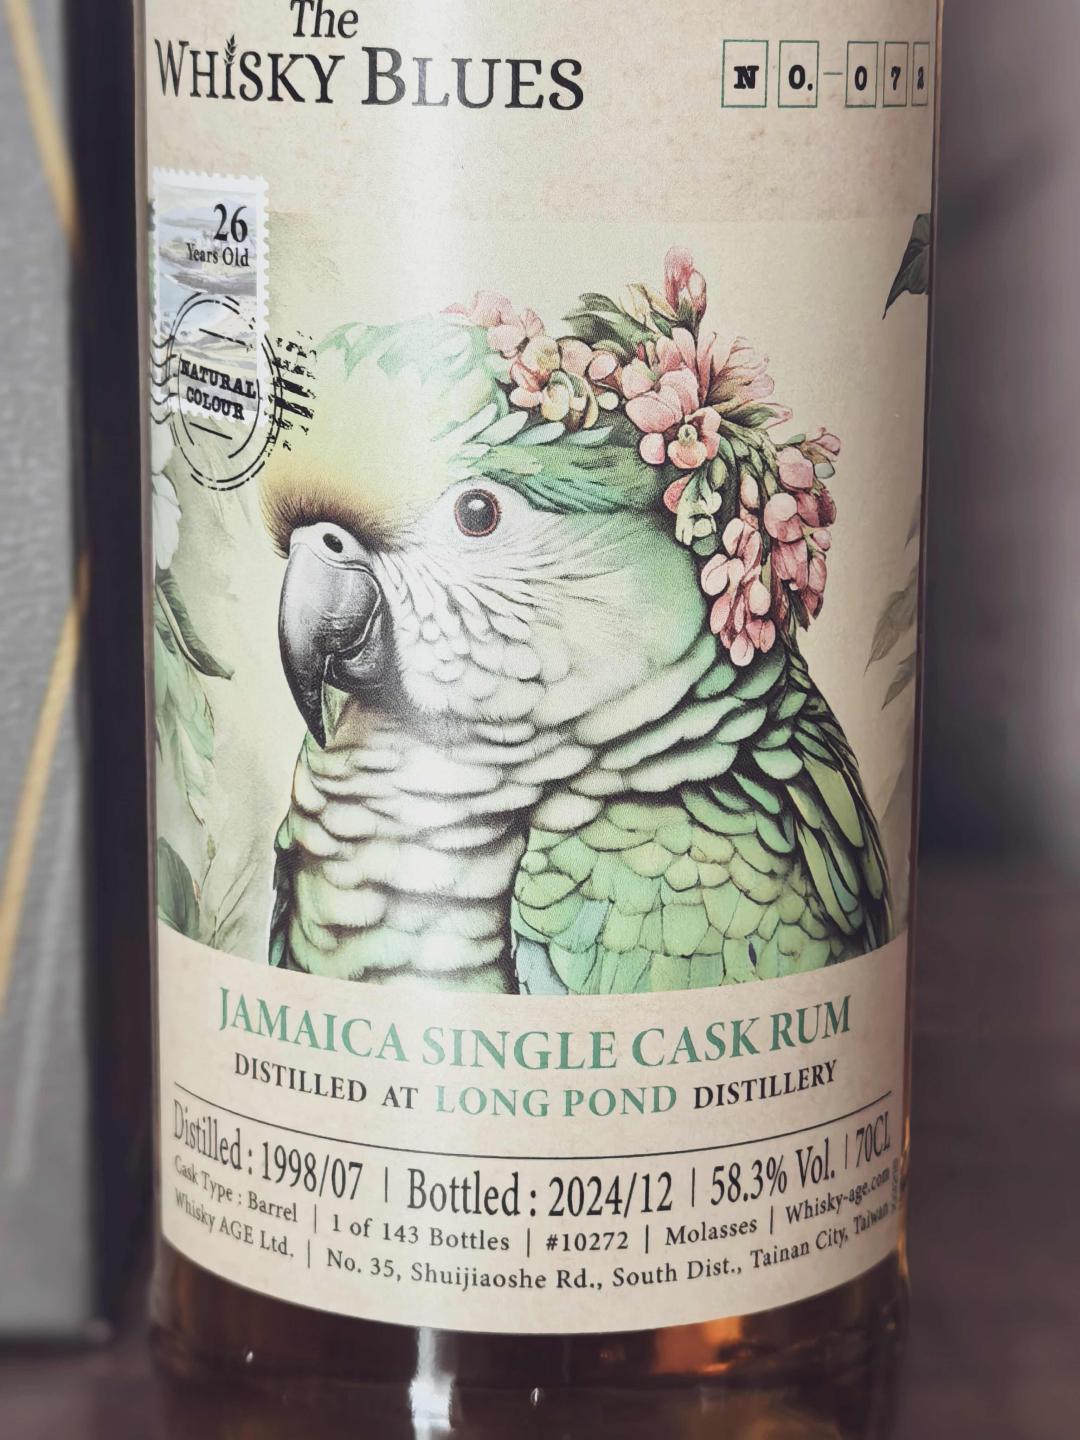 The
WHISKY BLUES
NO.-072
26
Years Old
NATURAL
COLOUR
JAMAICA SINGLE CASK RUM
DISTILLED AT LONG POND DISTILLERY
Distilled : 1998/07 | Bottled : 2024/12 | 58.3% Vol. | 70CL
Cask Type : Barrel | 1 of 143 Bottles | #10272 | Molasses | Whisky-age.com
Whisky AGE Ltd. | No. 35, Shuijiaoshe Rd., South Dist., Tainan City, Taiwan